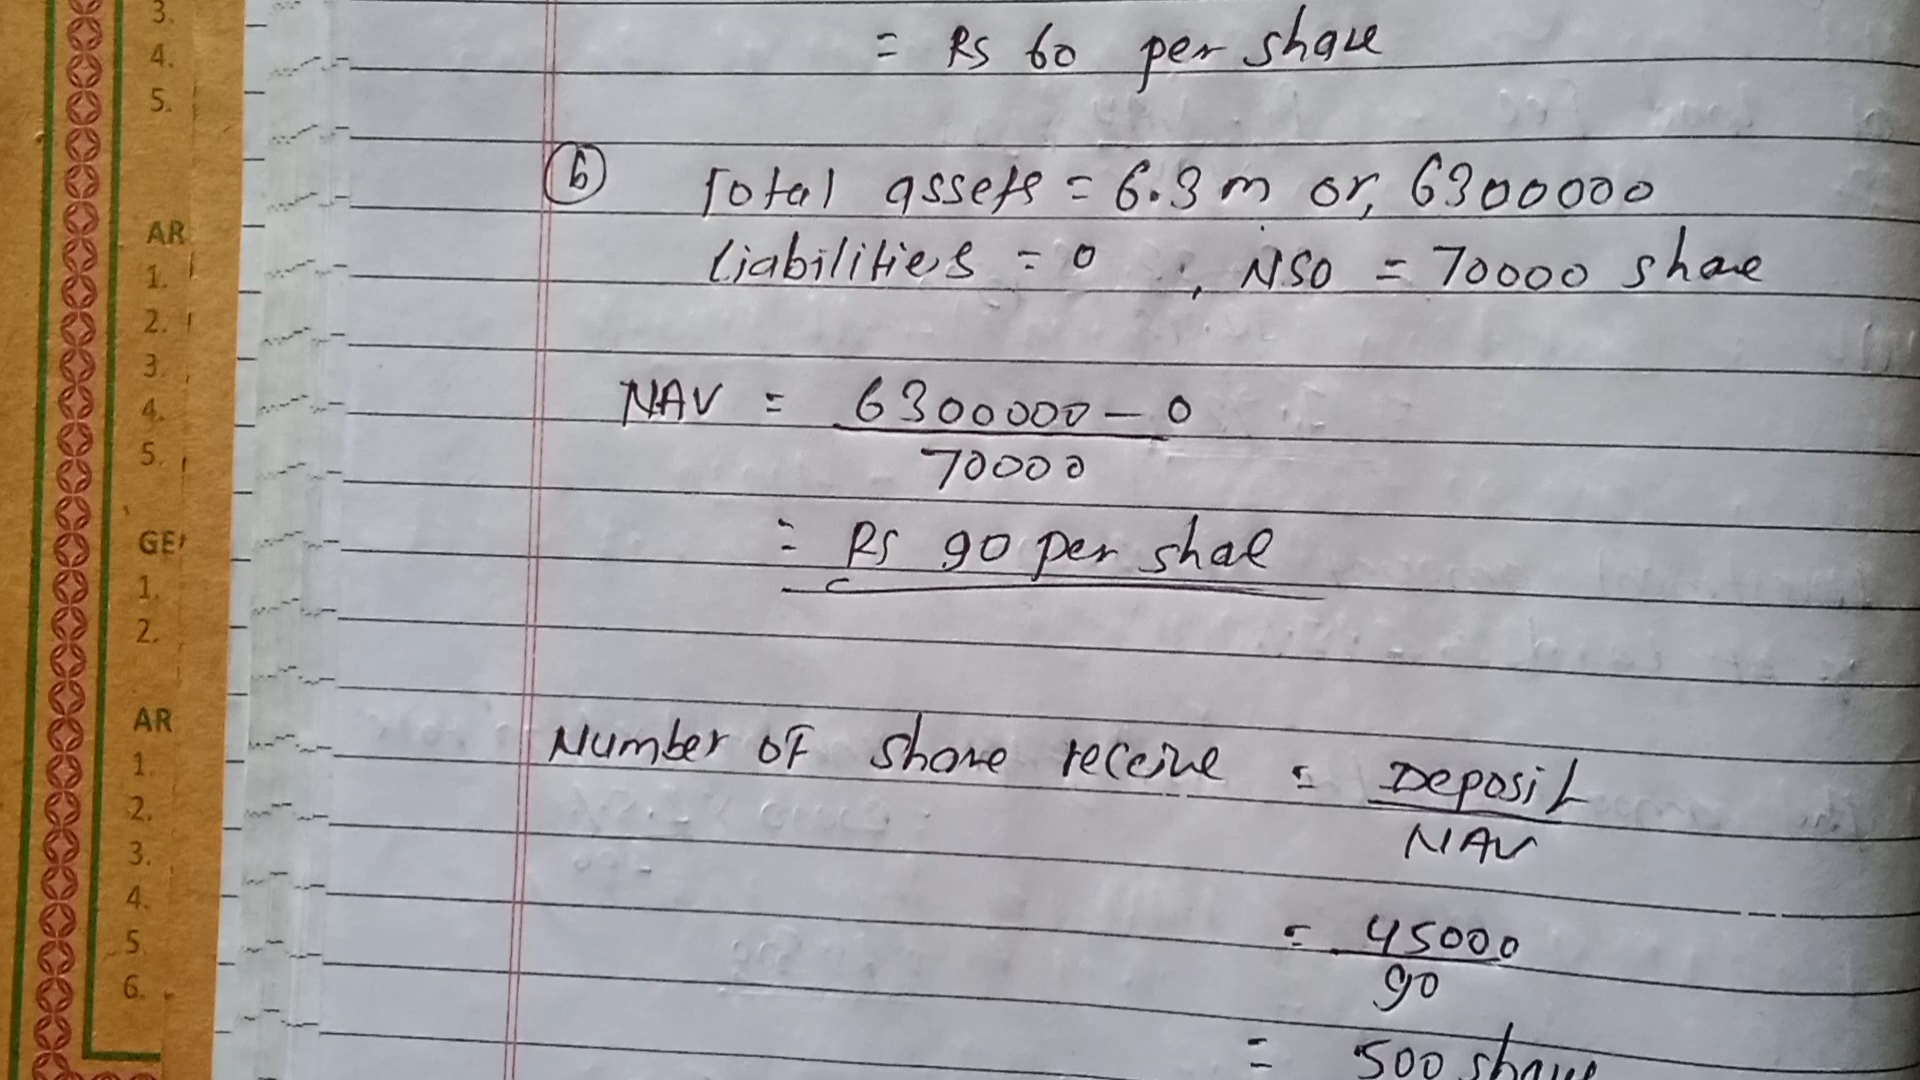 3.
4.
5.
AR
1.
2.
3.
4.
5.
GE
1.
2.
AR
1.
2.
3.
4.
5.
6.
= Rs 60 per share
(b) Total assets = 6.3 m or, 6300000
Liabilities = 0 , NSO = 70000 share
NAV = 6300000 - 0
70000
= Rs 90 per shae
Number of share receive = Deposit
NAV
= 45000
90
= 500 share